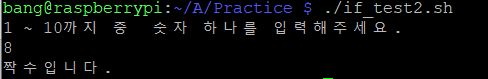 bang@raspberrypi:~/A/Practice $ ./if_test2.sh
1 ~ 10까지 중 숫자 하나를 입력해주세요.
8
짝수입니다.